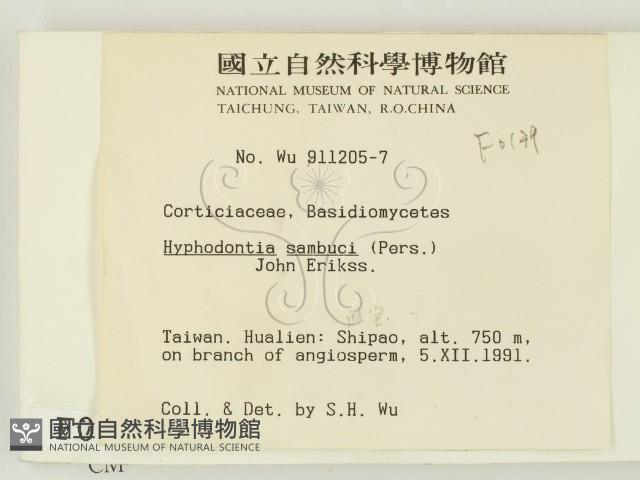 國立自然科學博物館
NATIONAL MUSEUM OF NATURAL SCIENCE
TAICHUNG, TAIWAN, R.O.CHINA
No. Wu 911205-7
Corticiaceae, Basidiomycetes
Hyphodontia sambuci (Pers.)
John Erikss.
Taiwan. Hualien: Shipao, alt. 750 m,
on branch of angiosperm, 5.XII.1991.
Coll. & Det. by S.H. Wu
國立自然科學博物館
NATIONAL MUSEUM OF NATURAL SCIENCE
CM